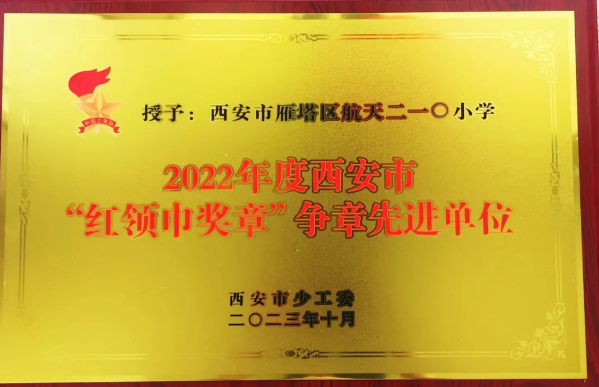 授予：西安市雁塔区航天二一〇小学
2022年度西安市
“红领巾奖章”争章先进单位
西安市少工委
二〇二三年十月